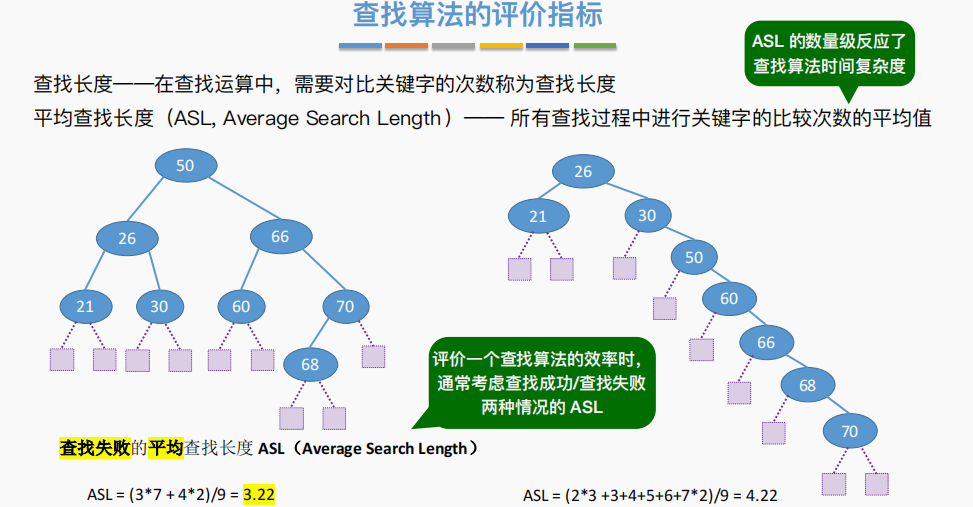 查找算法的评价指标
ASL 的数量级反应了
查找算法时间复杂度
查找长度——在查找运算中，需要对比关键字的次数称为查找长度
平均查找长度（ASL, Average Search Length）—— 所有查找过程中进行关键字的比较次数的平均值
50
26
66
21
30
60
70
68
26
21
30
50
60
66
68
70
评价一个查找算法的效率时，
通常考虑查找成功/查找失败
两种情况的 ASL
查找失败的平均查找长度 ASL（Average Search Length）
ASL = (3*7 + 4*2)/9 = 3.22
ASL = (2*3 +3+4+5+6+7*2)/9 = 4.22